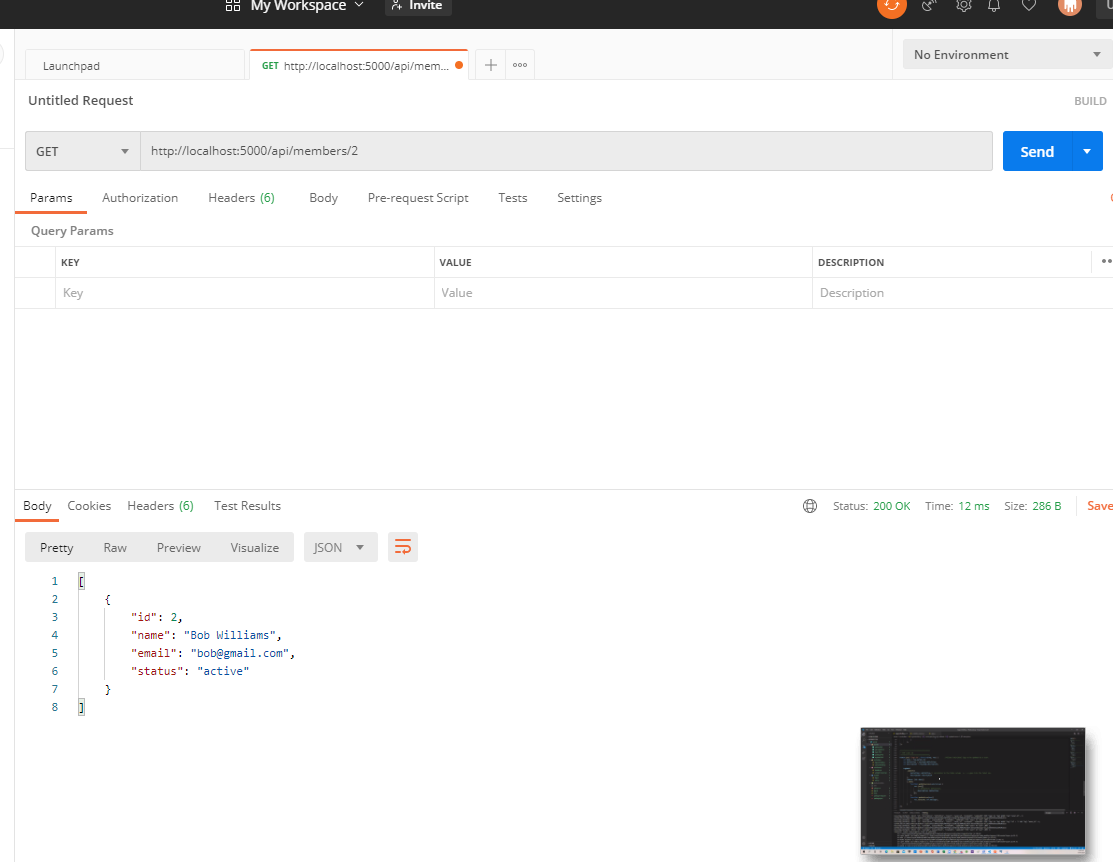 My Workspace
Invite
Launchpad
GET http://localhost:5000/api/mem...
No Environment
Untitled Request
BUILD
GET
http://localhost:5000/api/members/2
Send
Params Authorization Headers (6) Body Pre-request Script Tests Settings
Query Params
KEY VALUE DESCRIPTION
Key Value Description
Body Cookies Headers (6) Test Results
Status: 200 OK Time: 12 ms Size: 286 B Save
Pretty Raw Preview Visualize JSON
1 [
2 {
3 "id": 2,
4 "name": "Bob Williams",
5 "email": "bob@gmail.com",
6 "status": "active"
7 }
8 ]